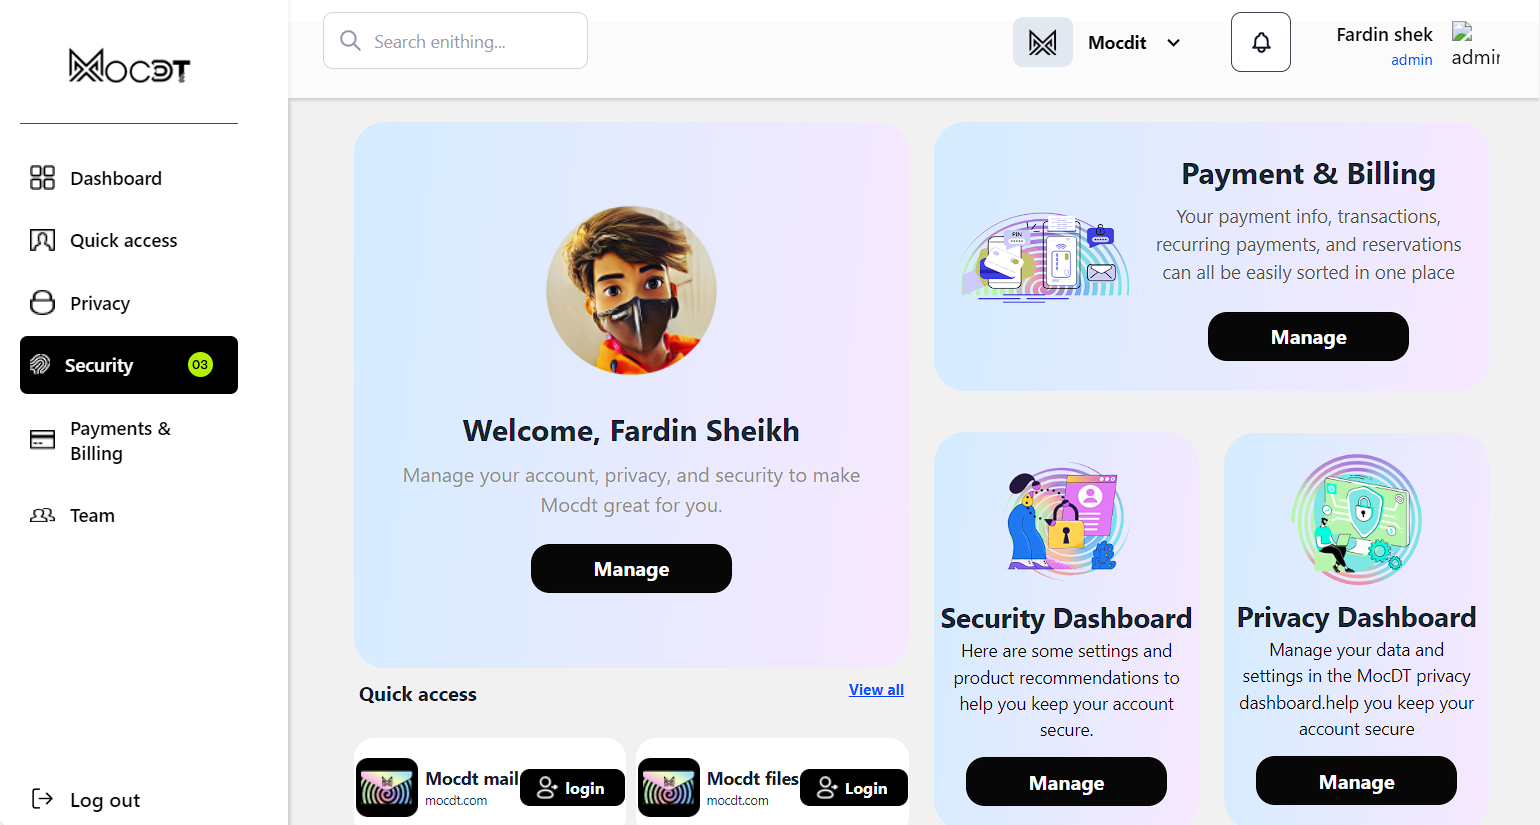 MOCDT
Search enithing...
Mocdit
Fardin shek
admin
admir
Dashboard
Quick access
Privacy
Security 03
Payments &
Billing
Team
Log out
Welcome, Fardin Sheikh
Manage your account, privacy, and security to make
Mocdt great for you.
Manage
Payment & Billing
Your payment info, transactions,
recurring payments, and reservations
can all be easily sorted in one place
Manage
PIN
Security Dashboard
Here are some settings and
product recommendations to
help you keep your account
secure.
Manage
Privacy Dashboard
Manage your data and
settings in the MocDT privacy
dashboard.help you keep your
account secure
Manage
Quick access
View all
Mocdt mail
mocdt.com
login
Mocdt files
mocdt.com
Login